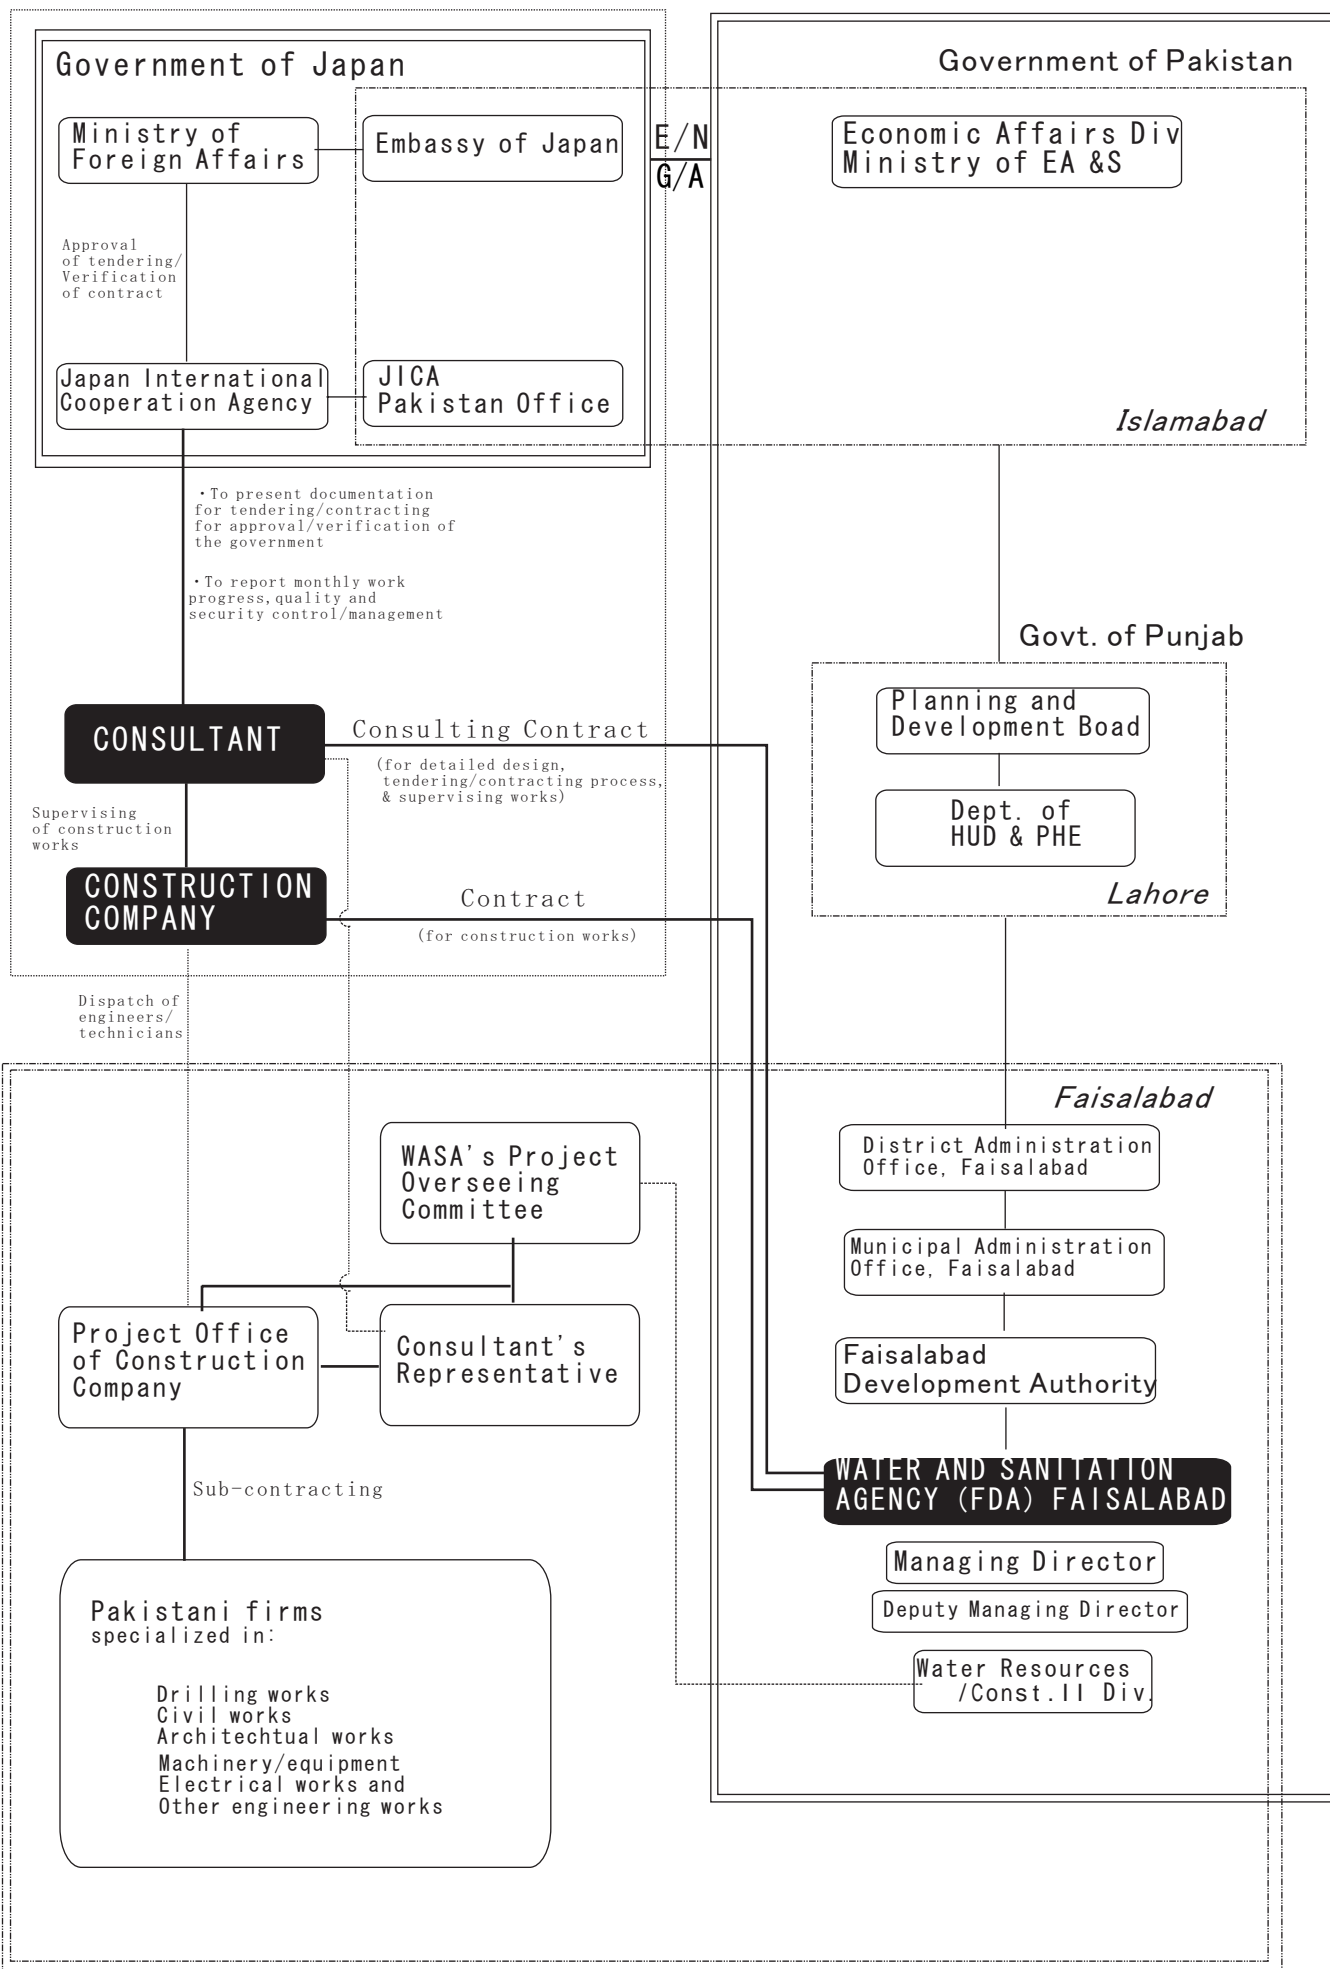 Government of Japan
Government of Pakistan
Ministry of
Foreign Affairs
Embassy of Japan
E/N
G/A
Economic Affairs Div
Ministry of EA &S
Approval
of tendering/
Verification
of contract
Japan International
Cooperation Agency
JICA
Pakistan Office
Islamabad
・To present documentation
for tendering/contracting
for approval/verification of
the government
・To report monthly work
progress, quality and
security control/management
Govt. of Punjab
Planning and
Development Boad
CONSULTANT
Consulting Contract
(for detailed design,
tendering/contracting process,
& supervising works)
Dept. of
HUD & PHE
Supervising
of construction
works
CONSTRUCTION
COMPANY
Contract
(for construction works)
Lahore
Dispatch of
engineers/
technicians
Faisalabad
WASA's Project
Overseeing
Committee
District Administration
Office, Faisalabad
Municipal Administration
Office, Faisalabad
Project Office
of Construction
Company
Consultant's
Representative
Faisalabad
Development Authority
Sub-contracting
WATER AND SANITATION
AGENCY (FDA) FAISALABAD
Managing Director
Deputy Managing Director
Water Resources
/Const.II Div.
Pakistani firms
specialized in:
Drilling works
Civil works
Architechtual works
Machinery/equipment
Electrical works and
Other engineering works